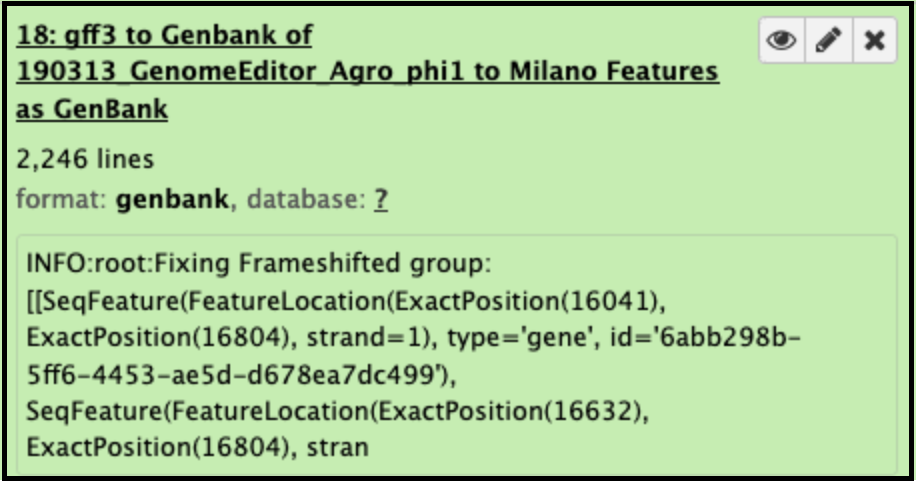 18: gff3 to Genbank of
190313_GenomeEditor_Agro_phi1 to Milano Features
as GenBank
2,246 lines
format: genbank, database: ?
INFO:root:Fixing Frameshifted group:
[[SeqFeature(FeatureLocation(ExactPosition(16041),
ExactPosition(16804), strand=1), type='gene', id='6abb298b-
5ff6-4453-ae5d-d678ea7dc499'),
SeqFeature(FeatureLocation(ExactPosition(16632),
ExactPosition(16804), stran